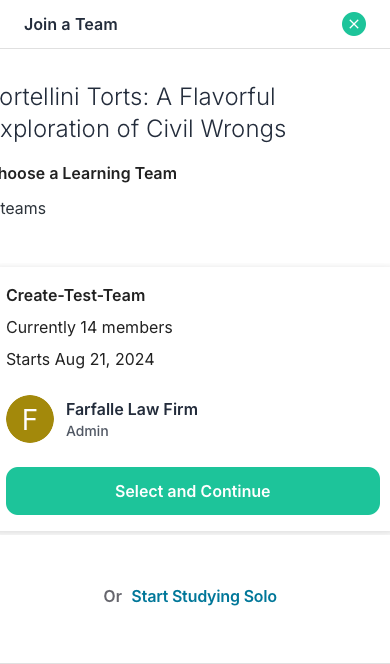 Join a Team
ortellini Torts: A Flavorful
xploration of Civil Wrongs
hoose a Learning Team
teams
Create-Test-Team
Currently 14 members
Starts Aug 21, 2024
F
Farfalle Law Firm
Admin
Select and Continue
Or Start Studying Solo